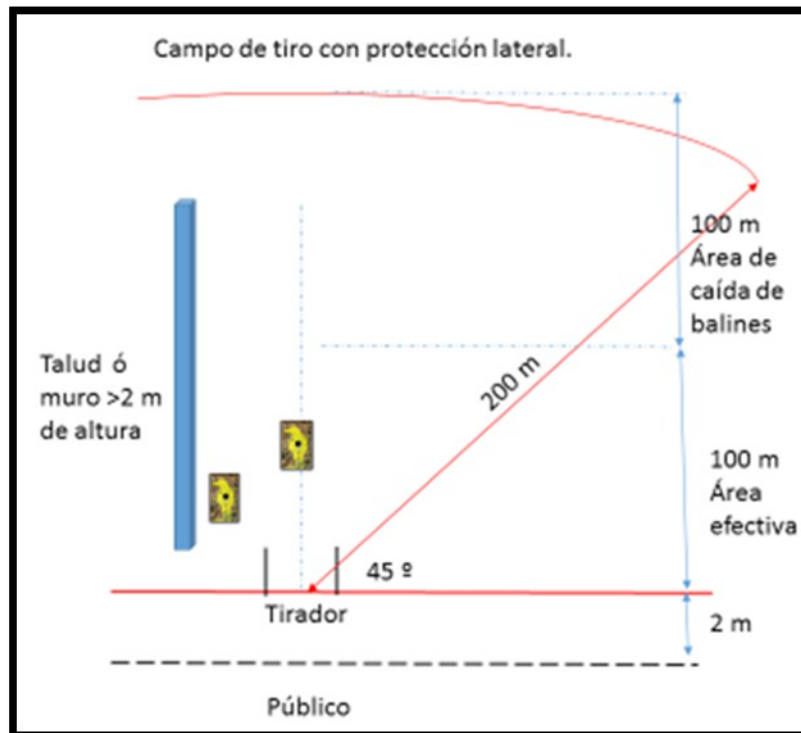 Campo de tiro con protección lateral.
100 m
Área de
caída de
balines
200 m
Talud ó
muro >2 m
de altura
100 m
Área
efectiva
45 º
Tirador
2 m
Público